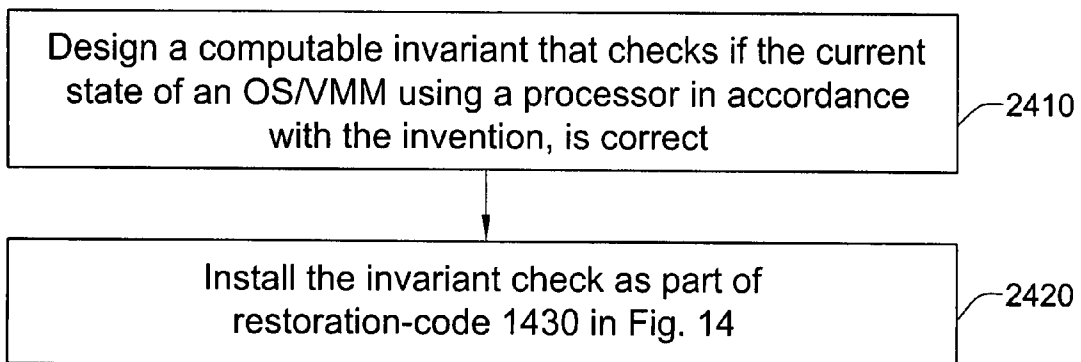 Design a computable invariant that checks if the current
state of an OS/VMM using a processor in accordance
with the invention, is correct
2410
Install the invariant check as part of
restoration-code 1430 in Fig. 14
2420